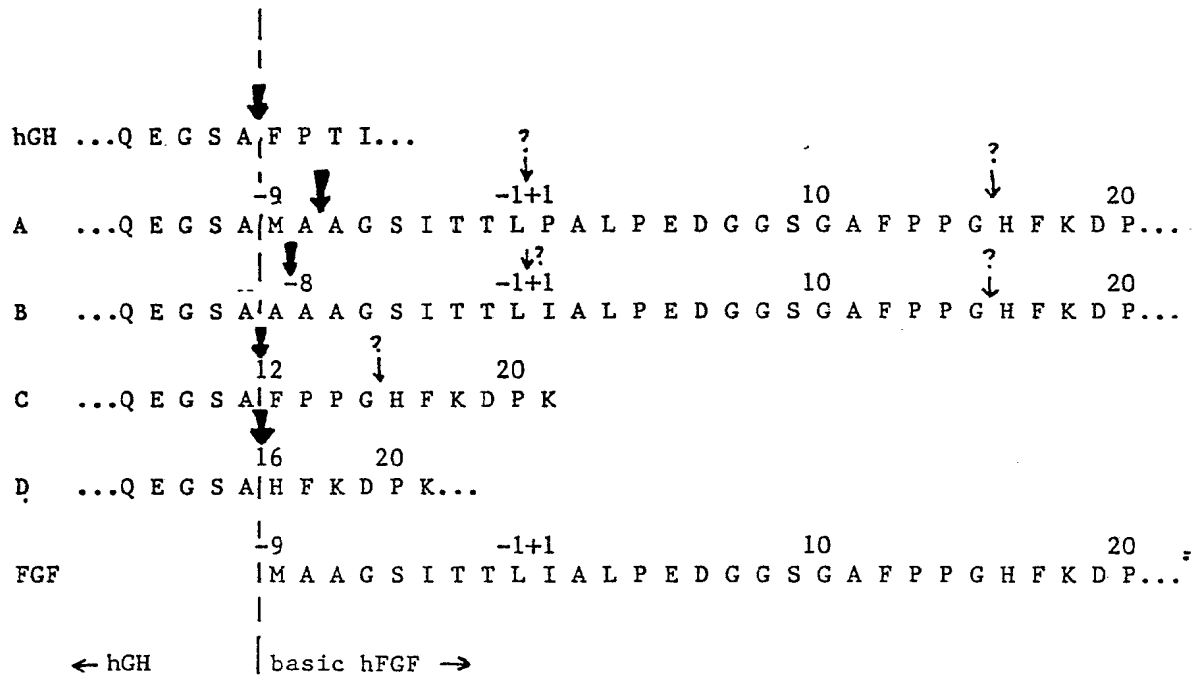 hGH ...Q E G S A F P T I...
? ?
-9 -1+1 10 20
A ...Q E G S A M A A G S I T T L P A L P E D G G S G A F P P G H F K D P...
? ?
-8 -1+1 10 20
B ...Q E G S A A A A G S I T T L I A L P E D G G S G A F P P G H F K D P...
?
12 20
C ...Q E G S A F P P G H F K D P K
16 20
D ...Q E G S A H F K D P K...
-9 -1+1 10 20
FGF M A A G S I T T L I A L P E D G G S G A F P P G H F K D P...
← hGH basic hFGF →